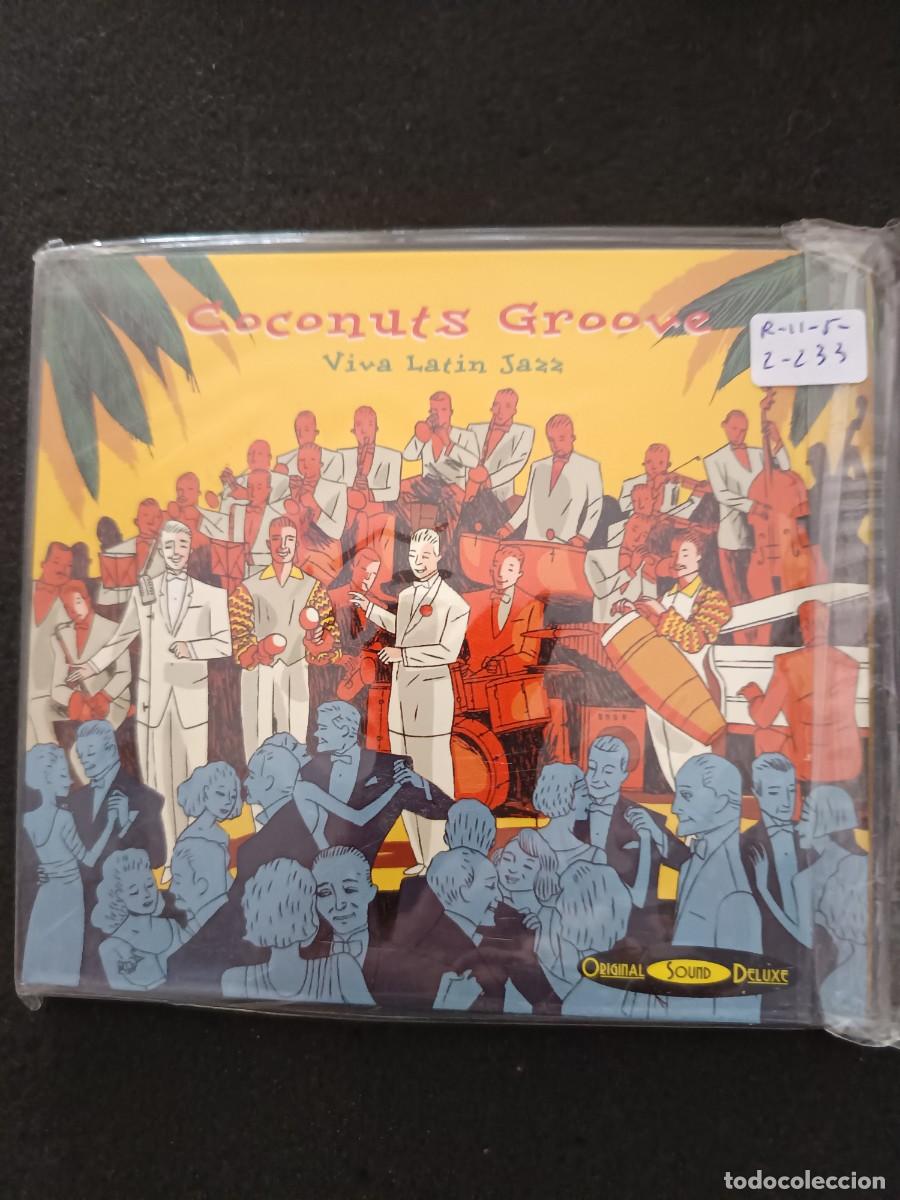 Coconuts Groove
Viva Latin Jazz
R-11-5-
2-233
ORIGINAL SOUND DELUXE
todocoleccion